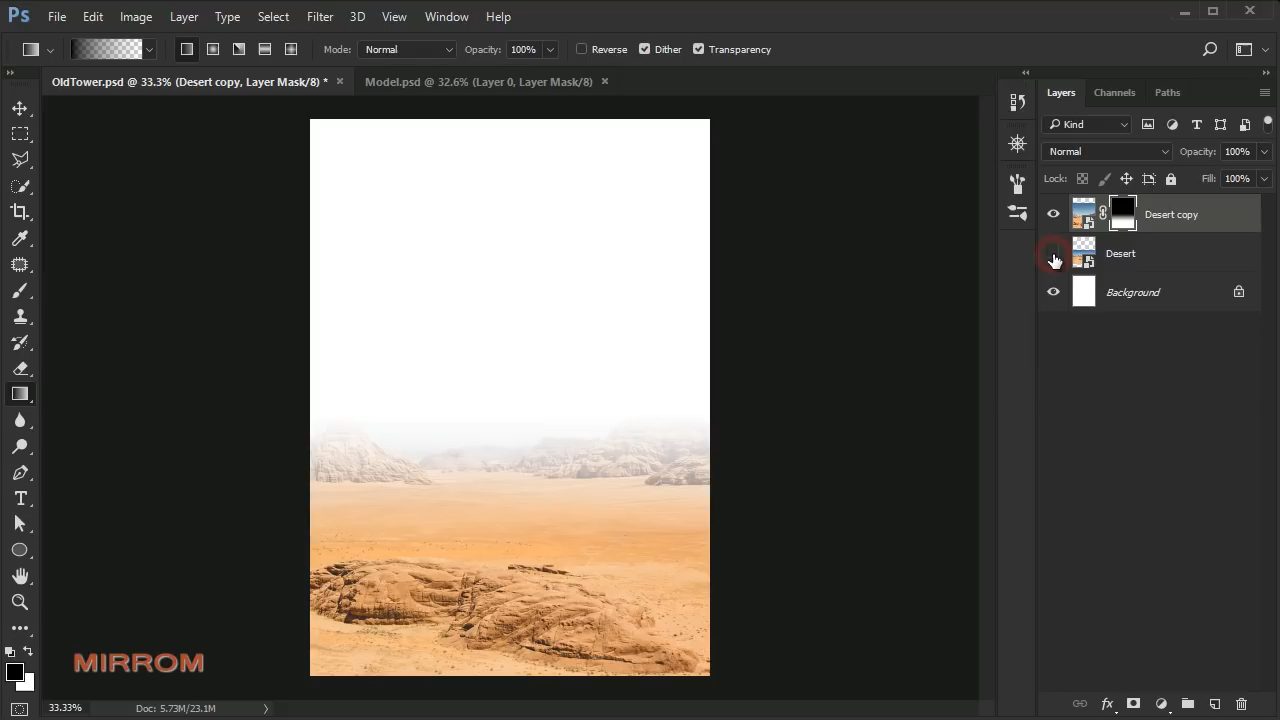 Ps File Edit Image Layer Type Select Filter 3D View Window Help
Mode: Normal Opacity: 100% Reverse Dither Transparency
OldTower.psd @ 33.3% (Desert copy, Layer Mask/8) * Model.psd @ 32.6% (Layer 0, Layer Mask/8)
Layers Channels Paths
Kind
Normal Opacity: 100%
Lock: Fill: 100%
Desert copy
Desert
Background
MIRROM
33.33% Doc: 5.73M/23.1M